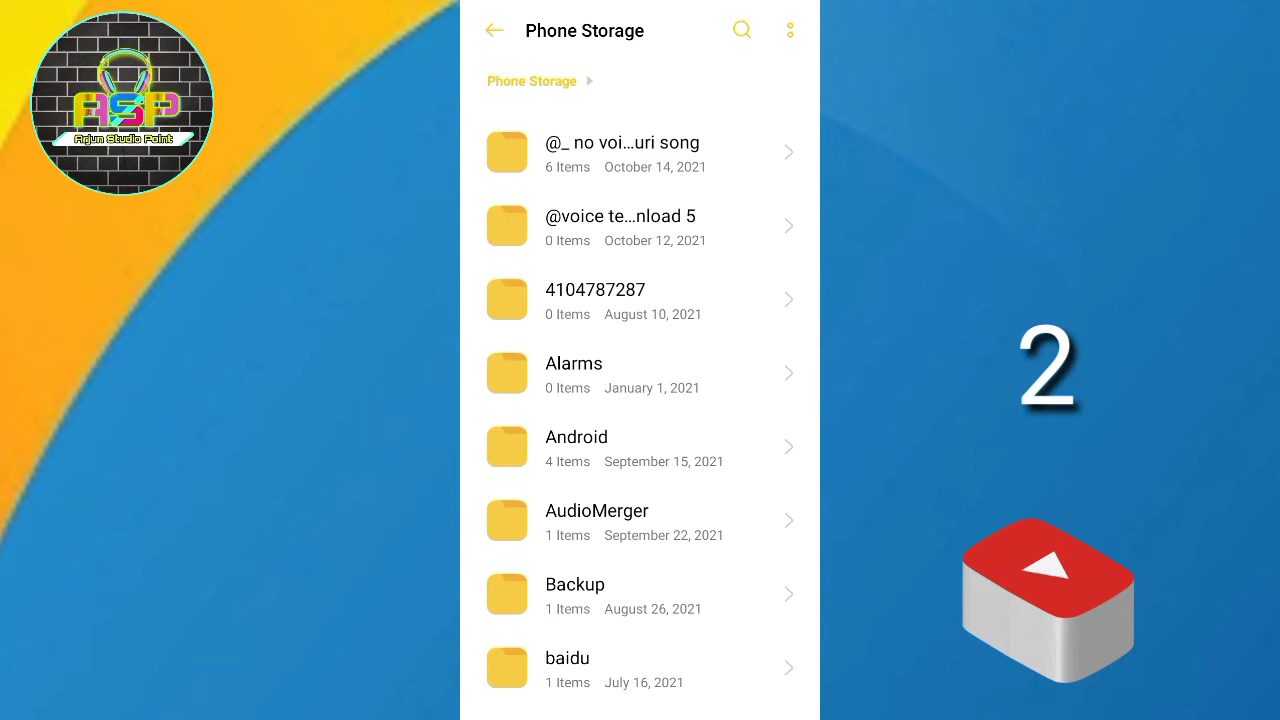 ASP
Arjun Studio Point
Phone Storage
Phone Storage
@_ no voi...uri song
6 Items October 14, 2021
@voice te...nload 5
0 Items October 12, 2021
4104787287
0 Items August 10, 2021
Alarms
0 Items January 1, 2021
Android
4 Items September 15, 2021
AudioMerger
1 Items September 22, 2021
Backup
1 Items August 26, 2021
baidu
1 Items July 16, 2021
2